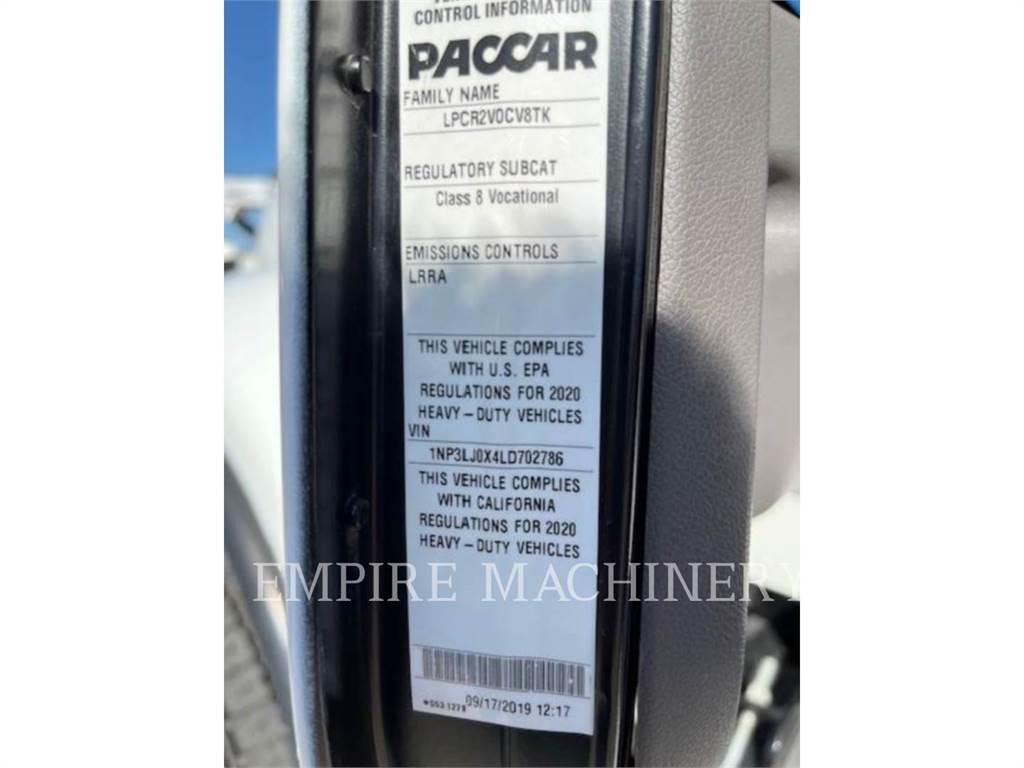 CONTROL INFORMATION
PACCAR
FAMILY NAME
LPCR2VOCV8TK
REGULATORY SUBCAT
Class 8 Vocational
EMISSIONS CONTROLS
LRRA
THIS VEHICLE COMPLIES
WITH U.S. EPA
REGULATIONS FOR 2020
HEAVY-DUTY VEHICLES
VIN
1NP3LJ0X4LD702786
THIS VEHICLE COMPLIES
WITH CALIFORNIA
REGULATIONS FOR 2020
HEAVY-DUTY VEHICLES
EMPIRE MACHINERY
09/17/2019 12:17